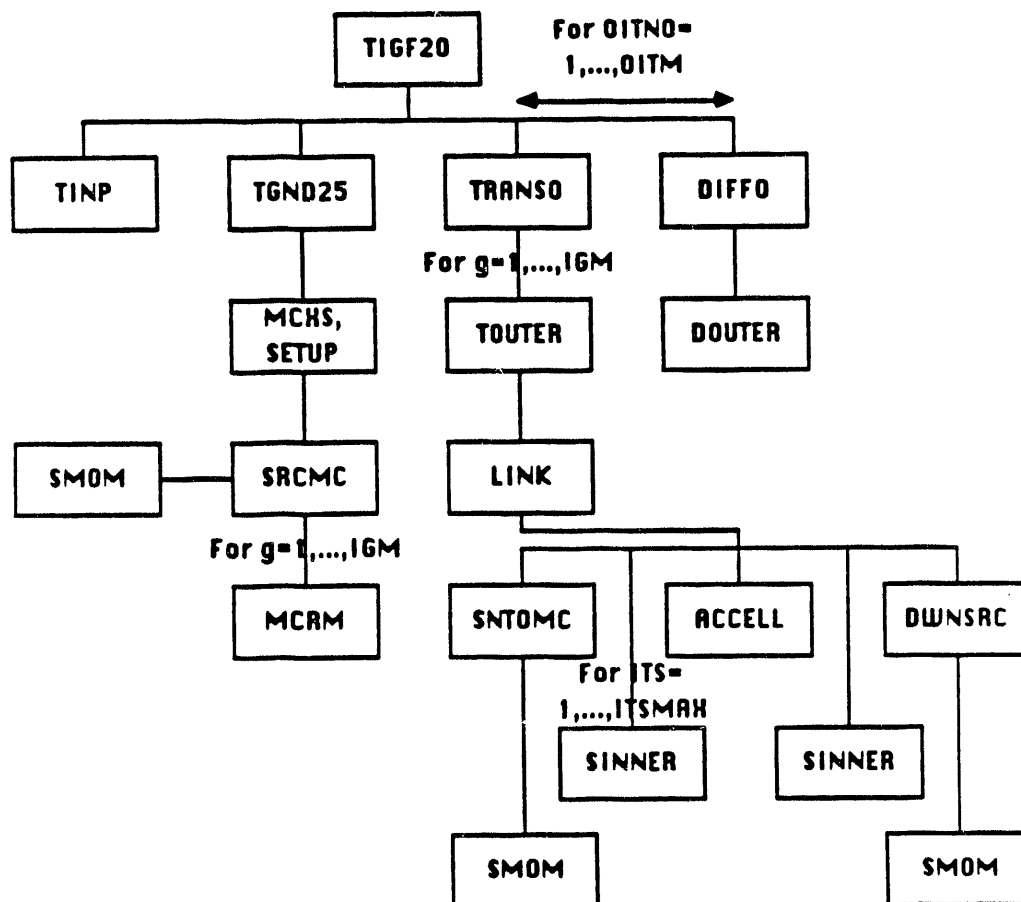 TIGF20
For OITNO=
1,...,OITM
TINP
TGND25
TRANSO
DIFFO
For g=1,...,IGM
MCXS,
SETUP
TOUTER
DOUTER
SMOM
SRCMC
LINK
For g=1,...,IGM
MCRM
SNTOMC
ACCELL
DWNSRC
For ITS=
1,...,ITSMAX
SINNER
SINNER
SMOM
SMOM